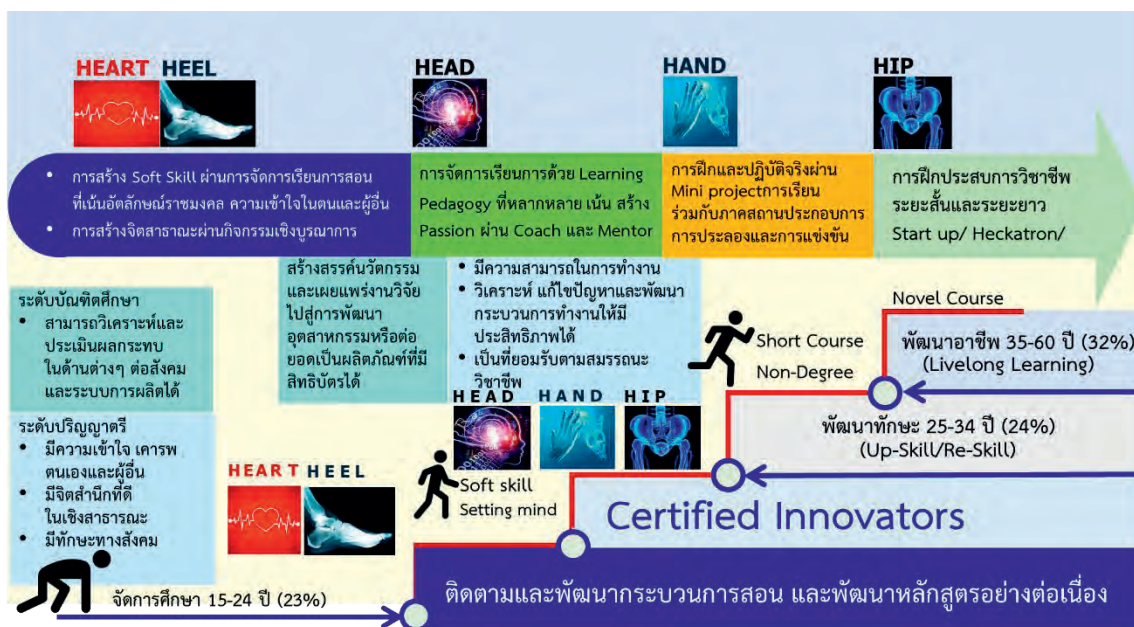 HEART HEEL
HEAD
HAND
HIP
• การสร้าง Soft Skill ผ่านการจัดการเรียนการสอน
ที่เน้นอัตลักษณ์ราชมงคล ความเข้าใจในตนและผู้อื่น
• การสร้างจิตสาธาณะผ่านกิจกรรมเชิงบูรณาการ
การจัดการเรียนการด้วย Learning
Pedagogy ที่หลากหลาย เน้น สร้าง
Passion ผ่าน Coach และ Mentor
การฝึกและปฏิบัติจริงผ่าน
Mini projectการเรียน
ร่วมกับภาคสถานประกอบการ
การประลองและการแข่งขัน
การฝึกประสบการวิชาชีพ
ระยะสั้นและระยะยาว
Start up/ Heckatron/
ระดับบัณฑิตศึกษา
• สามารถวิเคราะห์และ
ประเมินผลกระทบ
ในด้านต่างๆ ต่อสังคม
และระบบการผลิตได้
สร้างสรรค์นวัตกรรม
และเผยแพร่งานวิจัย
ไปสู่การพัฒนา
อุตสาหกรรมหรือต่อ
ยอดเป็นผลิตภัณฑ์ที่มี
สิทธิบัตรได้
• มีความสามารถในการทำงาน
• วิเคราะห์ แก้ไขปัญหาและพัฒนา
กระบวนการทำงานให้มี
ประสิทธิภาพได้
• เป็นที่ยอมรับตามสมรรถนะ
วิชาชีพ
ระดับปริญญาตรี
• มีความเข้าใจ เคารพ
ตนเองและผู้อื่น
• มีจิตสำนึกที่ดี
ในเชิงสาธารณะ
• มีทักษะทางสังคม
HEART HEEL
HEAD HAND HIP
Soft skill
Setting mind
Short Course
Non-Degree
Novel Course
พัฒนาอาชีพ 35-60 ปี (32%)
(Livelong Learning)
พัฒนาทักษะ 25-34 ปี (24%)
(Up-Skill/Re-Skill)
Certified Innovators
จัดการศึกษา 15-24 ปี (23%)
ติดตามและพัฒนากระบวนการสอน และพัฒนาหลักสูตรอย่างต่อเนื่อง